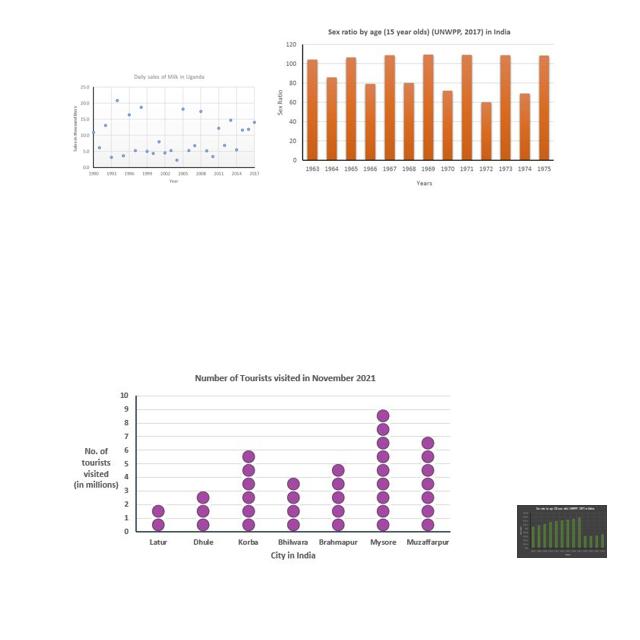 Daily sales of Milk in Uganda
Sales in thousand litres
25.0
20.0
15.0
10.0
5.0
0.0
1990 1993 1996 1999 2002 2005 2008 2011 2014 2017
Year
Sex ratio by age (15 year olds) (UNWPP, 2017) in India
Sex Ratio
120
100
80
60
40
20
0
1963 1964 1965 1966 1967 1968 1969 1970 1971 1972 1973 1974 1975
Years
Number of Tourists visited in November 2021
No. of
tourists
visited
(in millions)
10
9
8
7
6
5
4
3
2
1
0
Latur Dhule Korba Bhilwara Brahmapur Mysore Muzaffarpur
City in India